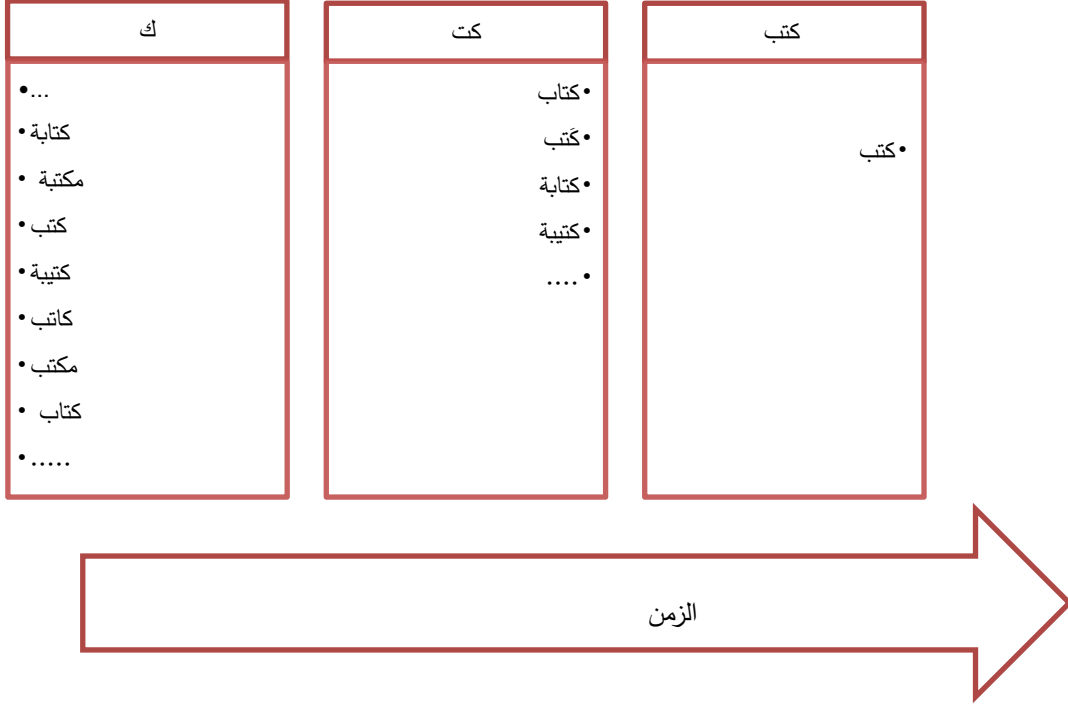 ك
...
كتابة
مكتبة
كتب
كتيبة
كاتب
مكتب
كتاب
.....
كت
كتاب
كَتب
كتابة
كتيبة
....
كتب
كتب
الزمن